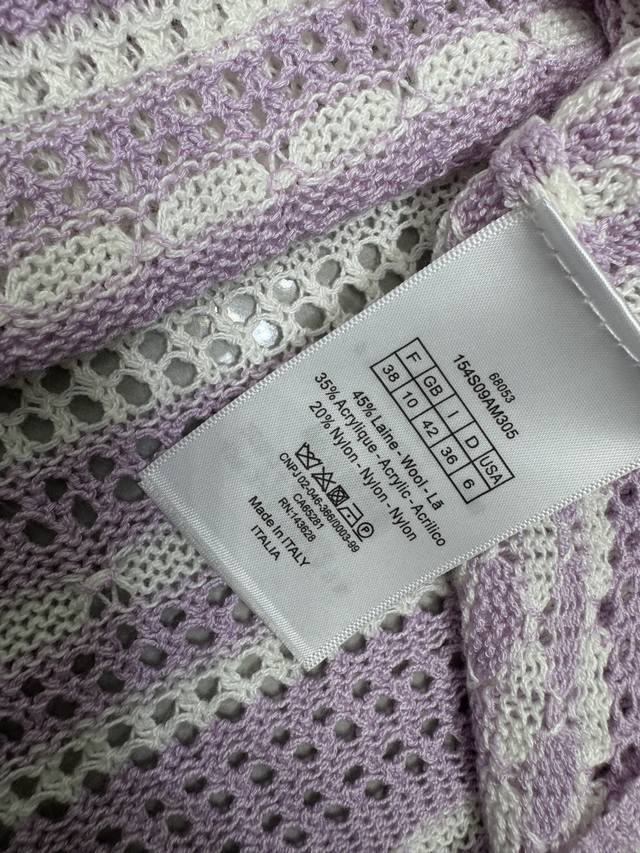 68053
154S09AM305
F GB I D USA
38 10 42 36 6
45% Laine - Wool - Lã
35% Acrylique - Acrylic - Acrilico
20% Nylon - Nylon - Nylon
CNPJ 02-046-366/0003-99
CA65281
RN:143628
Made In ITALY
ITALIA